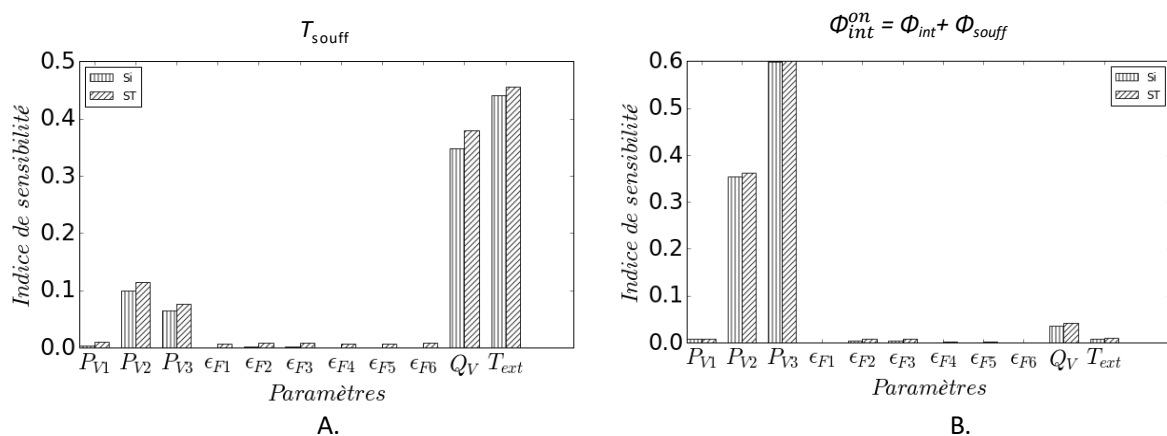 T_souff
0.5
0.4
0.3
0.2
0.1
0.0
Indice de sensibilité
Si
ST
P_V1 P_V2 P_V3 ϵ_F1 ϵ_F2 ϵ_F3 ϵ_F4 ϵ_F5 ϵ_F6 Q_V T_ext
Paramètres
A.
Φ_int^on = Φ_int + Φ_souff
0.6
0.5
0.4
0.3
0.2
0.1
0.0
Indice de sensibilité
Si
ST
P_V1 P_V2 P_V3 ϵ_F1 ϵ_F2 ϵ_F3 ϵ_F4 ϵ_F5 ϵ_F6 Q_V T_ext
Paramètres
B.